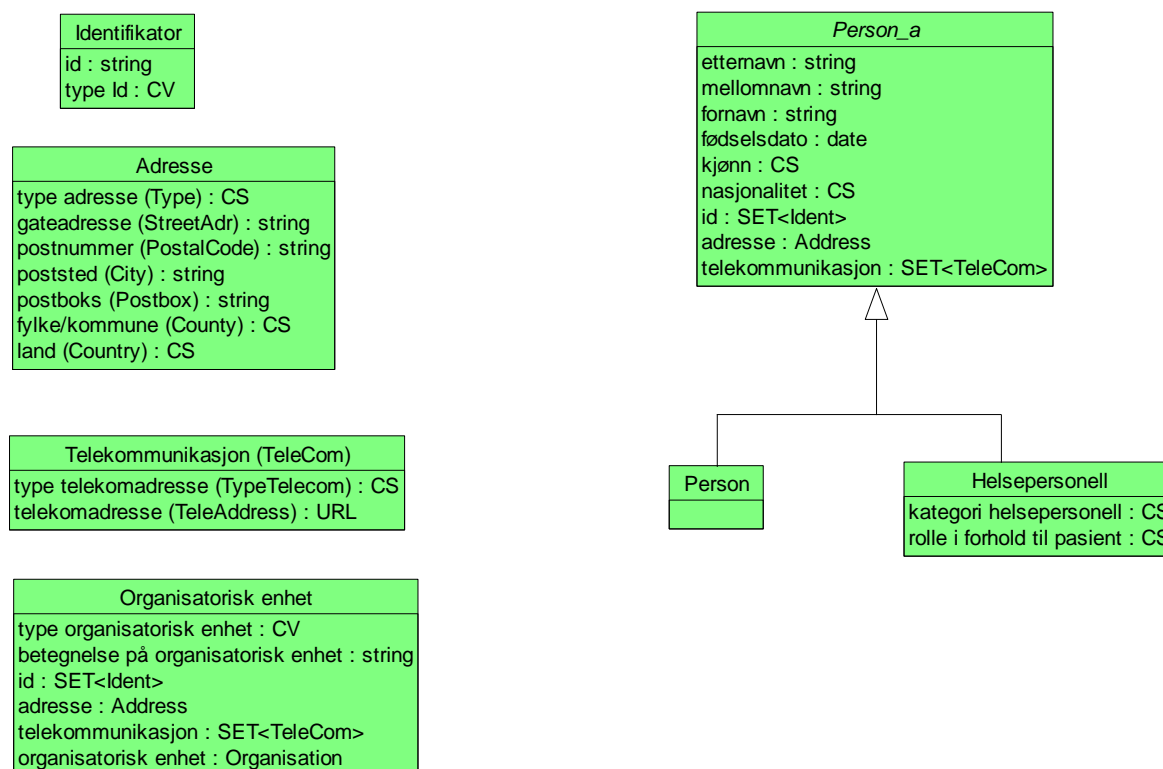 Identifikator
id : string
type Id : CV
Adresse
type adresse (Type) : CS
gateadresse (StreetAdr) : string
postnummer (PostalCode) : string
poststed (City) : string
postboks (Postbox) : string
fylke/kommune (County) : CS
land (Country) : CS
Telekommunikasjon (TeleCom)
type telekomadresse (TypeTelecom) : CS
telekomadresse (TeleAddress) : URL
Organisatorisk enhet
type organisatorisk enhet : CV
betegnelse på organisatorisk enhet : string
id : SET<Ident>
adresse : Address
telekommunikasjon : SET<TeleCom>
organisatorisk enhet : Organisation
Person_a
etternavn : string
mellomnavn : string
fornavn : string
fødselsdato : date
kjønn : CS
nasjonalitet : CS
id : SET<Ident>
adresse : Address
telekommunikasjon : SET<TeleCom>
Person
Helsepersonell
kategori helsepersonell : CS
rolle i forhold til pasient : CS